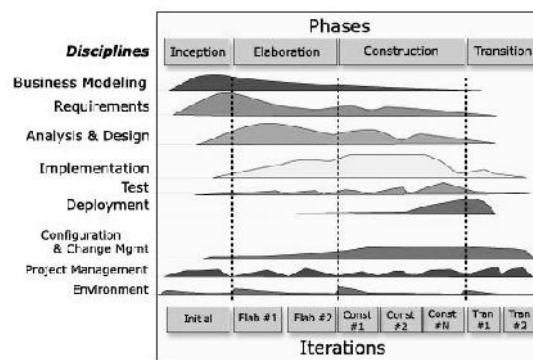 Phases
Disciplines
Inception Elaboration Construction Transition
Business Modeling
Requirements
Analysis & Design
Implementation
Test
Deployment
Configuration
& Change Mgmt
Project Management
Environment
Initial Elab #1 Elab #2 Const #1 Const #2 Const #N Tran #1 Tran #2
Iterations